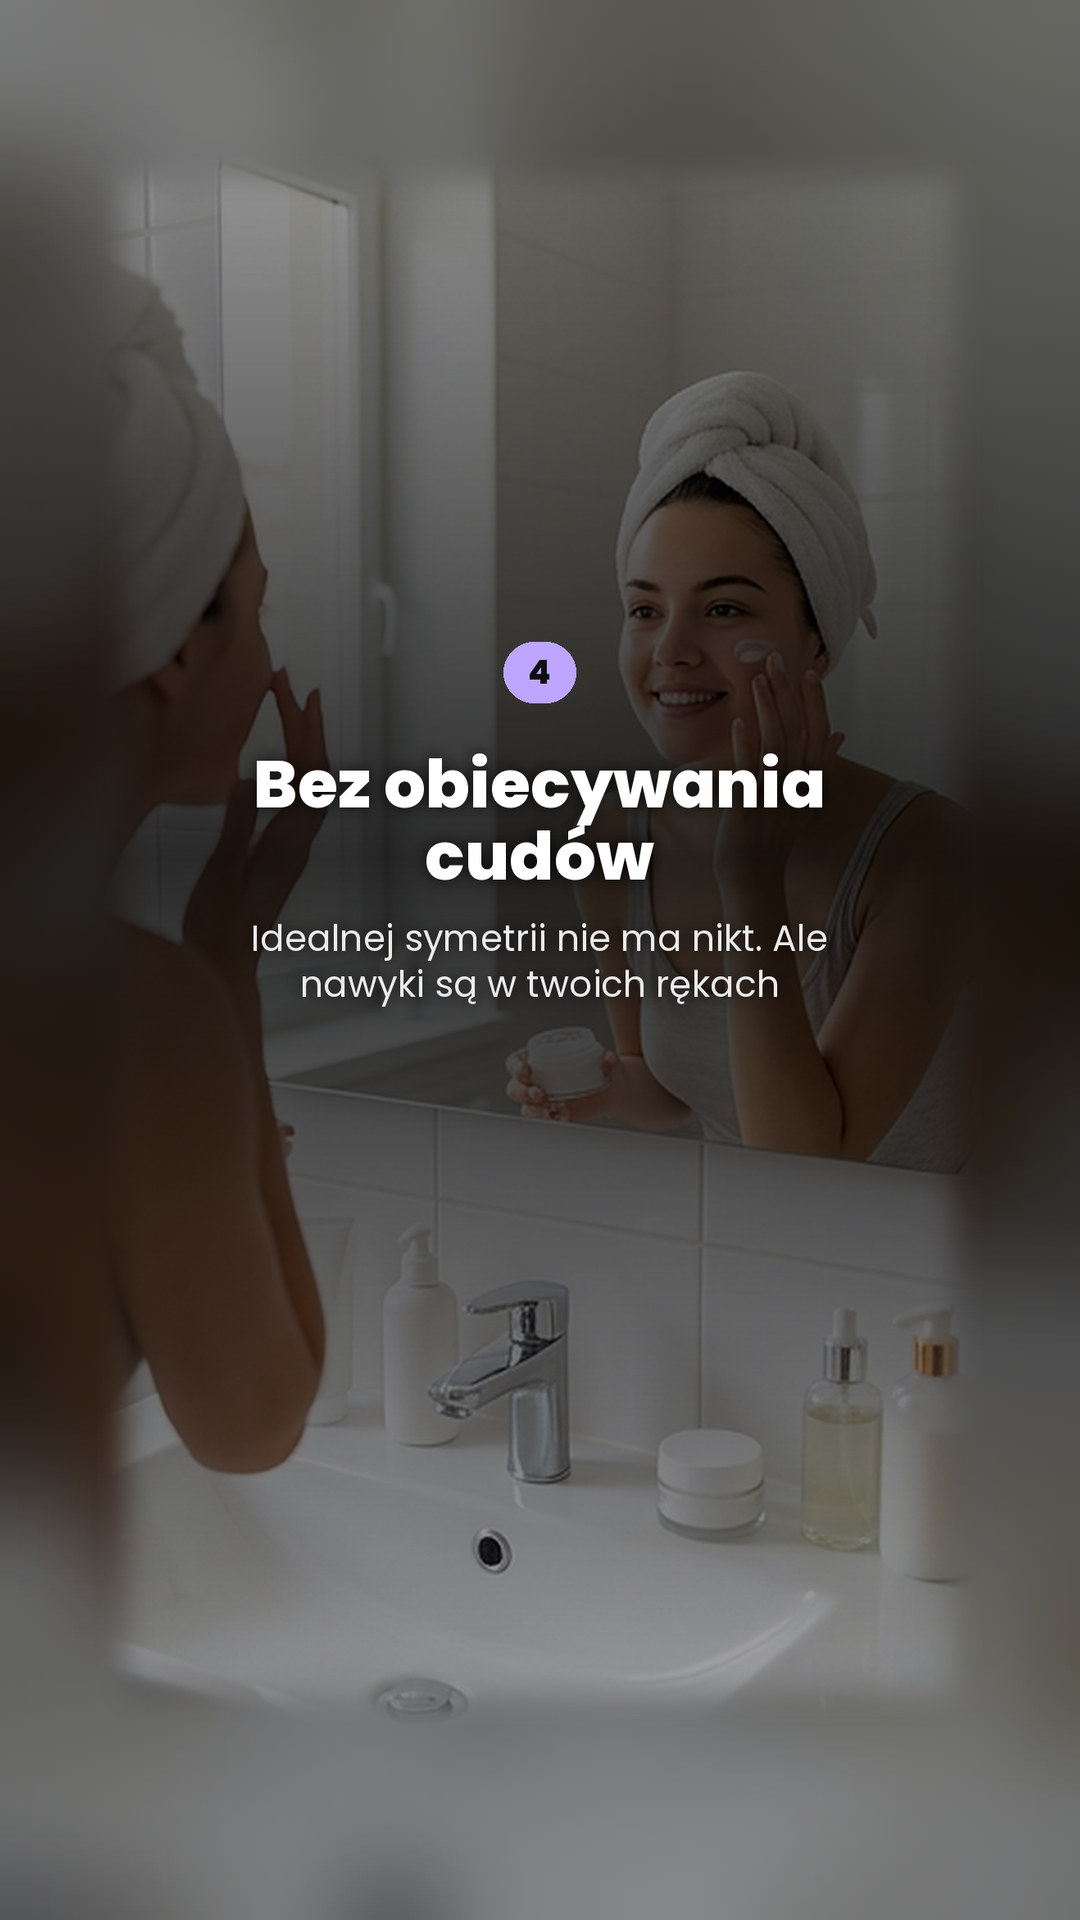 4
Bez obiecywania
cudów
Idealnej symetrii nie ma nikt. Ale
nawyki są w twoich rękach